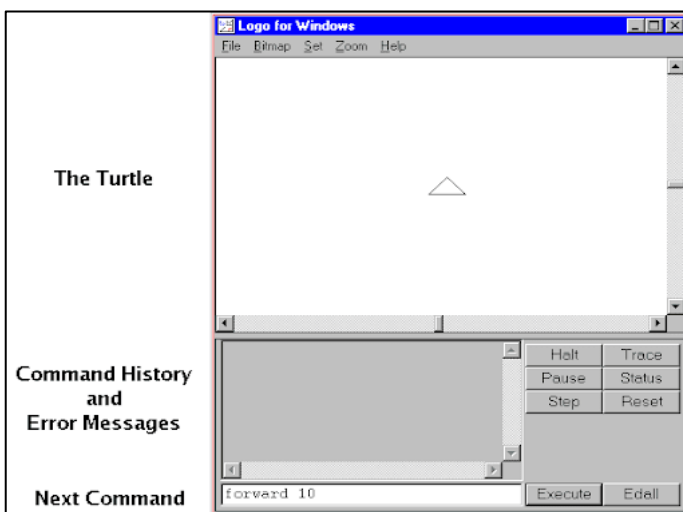 Logo for Windows
File Bitmap Set Zoom Help
The Turtle
Command History
and
Error Messages
Halt Trace
Pause Status
Step Reset
Next Command
forward 10
Execute Edall